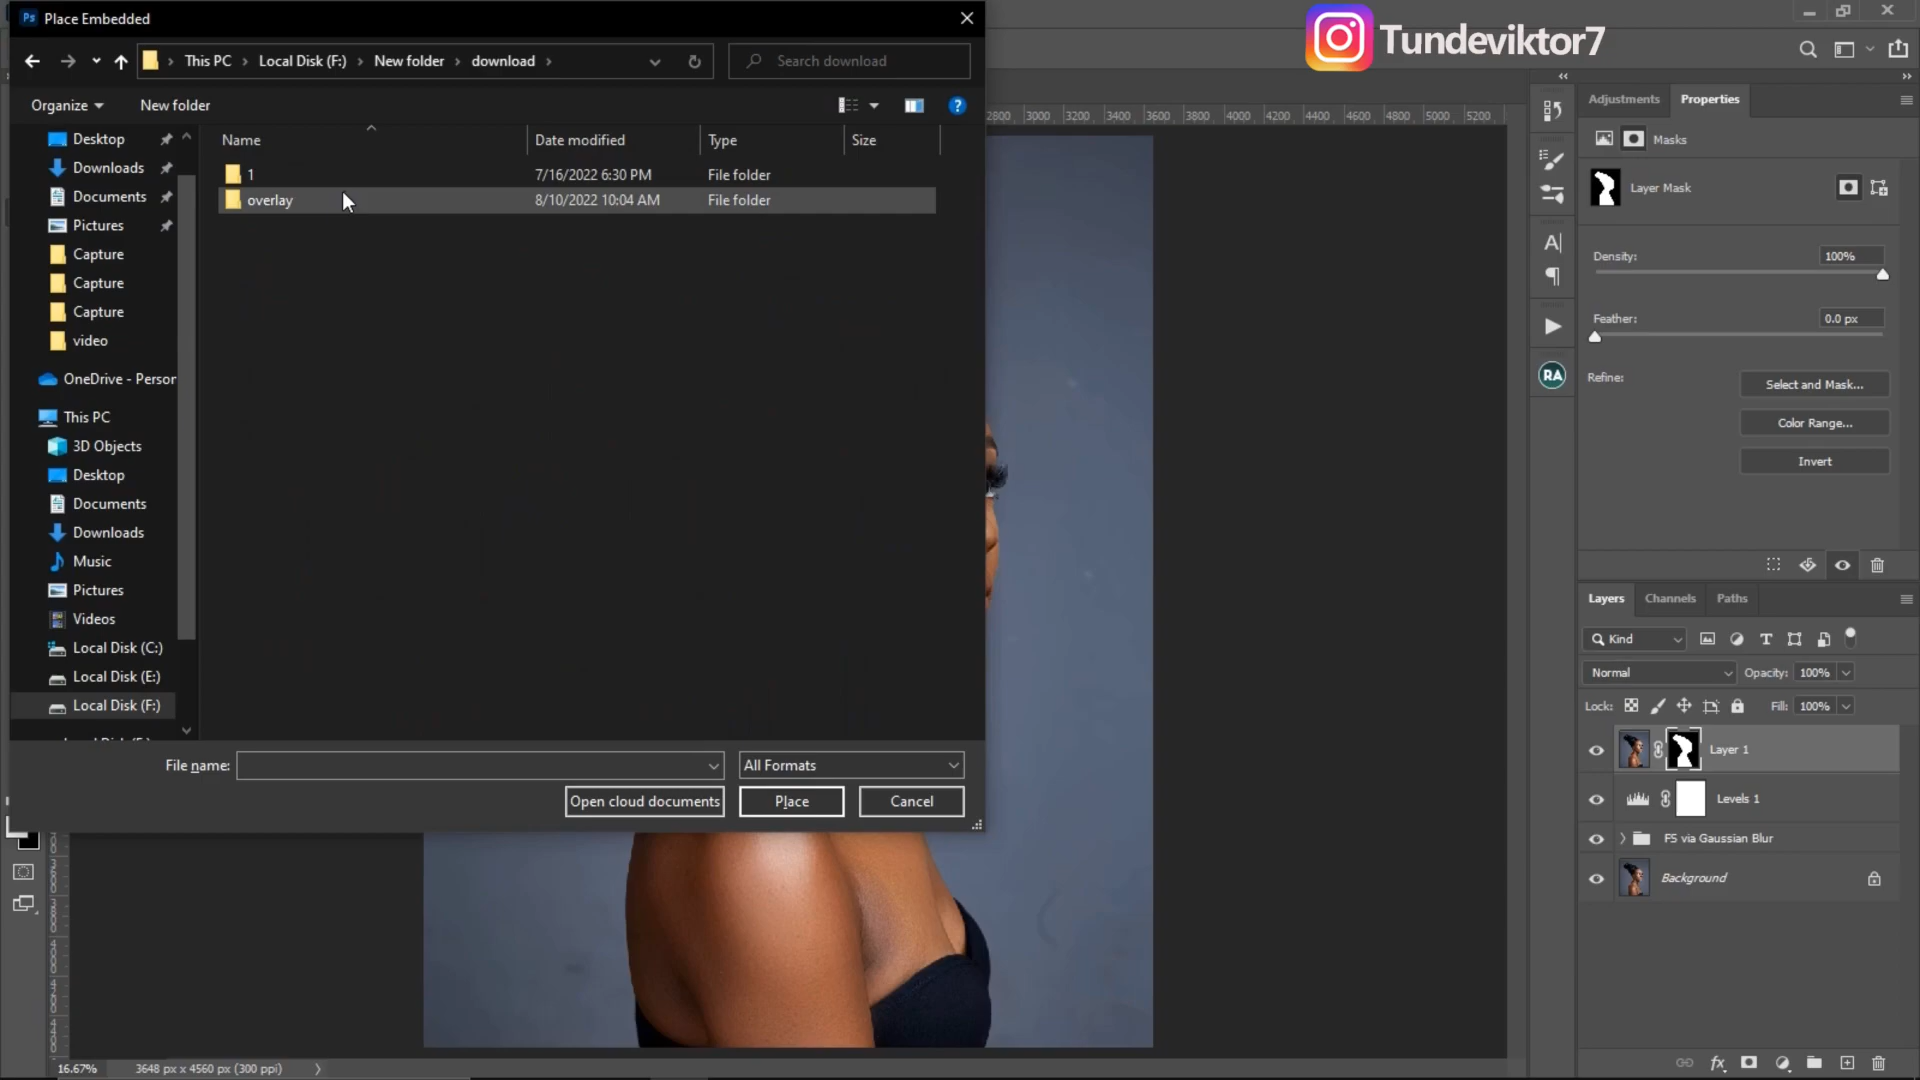 Place Embedded
Tundeviktor7
This PC
Local Disk (F:)
New folder
download
Search download
Organize
New folder
Name
Date modified
Type
Size
1
7/16/2022 6:30 PM
File folder
overlay
8/10/2022 10:04 AM
File folder
Desktop
Downloads
Documents
Pictures
Capture
Capture
Capture
video
OneDrive - Person
This PC
3D Objects
Desktop
Documents
Downloads
Music
Pictures
Videos
Local Disk (C:)
Local Disk (E:)
Local Disk (F:)
File name:
All Formats
Open cloud documents
Place
Cancel
2800 3000 3200 3400 3600 3800 4000 4200 4400 4600 4800 5000 5200
Adjustments
Properties
Masks
Layer Mask
Density:
100%
Feather:
0.0 px
Refine:
Select and Mask...
Color Range...
Invert
RA
Layers
Channels
Paths
Kind
Normal
Opacity:
100%
Lock:
Fill:
100%
Layer 1
Levels 1
FS via Gaussian Blur
Background
16.67%
3648 px x 4560 px (300 ppi)